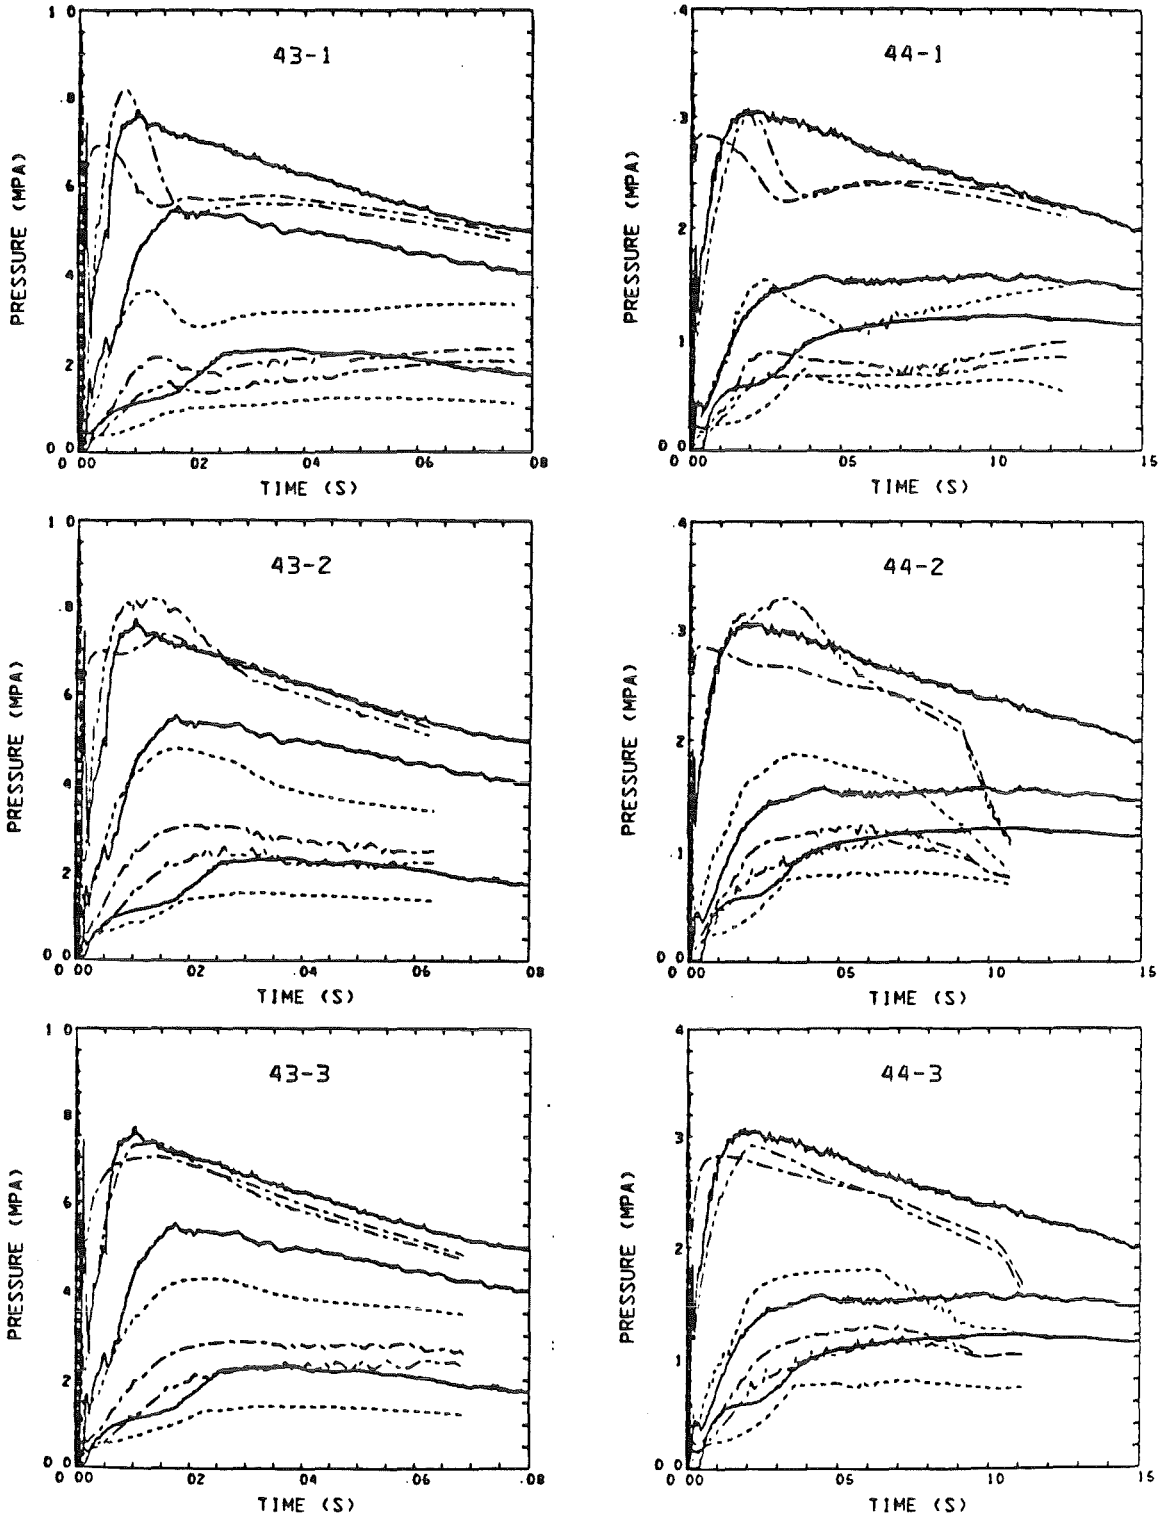 1 0
43-1
.8
PRESSURE (MPA)
.6
4
2
0 0
0 00 02 04 06 08
TIME (S)
.4
44-1
.3
PRESSURE (MPA)
.2
.1
0 0
0 00 05 10 15
TIME (S)
1 0
43-2
.8
PRESSURE (MPA)
6
4
2
0 0
0 00 02 .04 06 08
TIME (S)
.4
44-2
.3
PRESSURE (MPA)
.2
.1
0 0
0 00 05 10 15
TIME (S)
1 0
43-3
8
PRESSURE (MPA)
6
4
2
0 0
0 00 02 04 06 .08
TIME (S)
4
44-3
3
PRESSURE (MPA)
2
1
0 0
0 00 05 10 15
TIME (S)